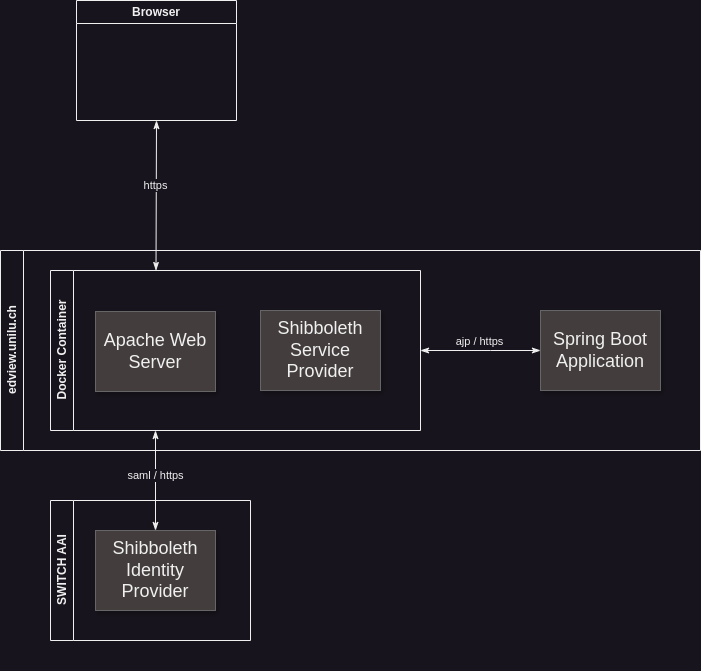 Browser
https
edview.unilu.ch
Docker Container
Apache Web
Server
Shibboleth
Service
Provider
ajp / https
Spring Boot
Application
saml / https
SWITCH AAI
Shibboleth
Identity
Provider